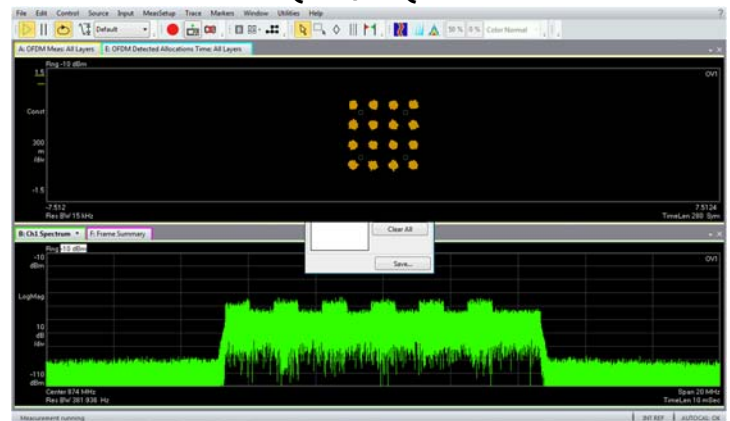 File Edit Control Source Input MeasSetup Trace Markers Window Utilities Help
Default 50 % 0 % Color Normal
A: OFDM Meas: All Layers E: OFDM Detected Allocations Time: All Layers
Rng -10 dBm
1.5 OV1
Const
300
m
/div
-1.5
-7.512 7.5124
Res BW 15 kHz TimeLen 280 Sym
Clear All
Save...
B: Ch1 Spectrum F: Frame Summary
Rng -10 dBm
-10 OV1
dBm
LogMag
10
dB
/div
-110
dBm
Center 874 MHz Span 20 MHz
Res BW 381.936 Hz TimeLen 10 mSec
Measurement running INT REF AUTOCAL: OK